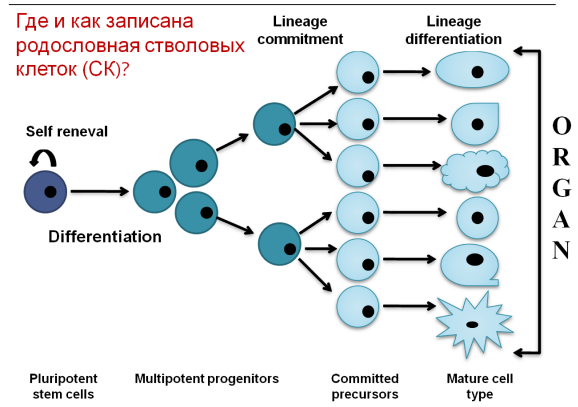 Где и как записана
родословная стволовых
клеток (СК)?
Lineage
commitment
Lineage
differentiation
Self reneval
Differentiation
ORGAN
Pluripotent
stem cells
Multipotent progenitors
Committed
precursors
Mature cell
type